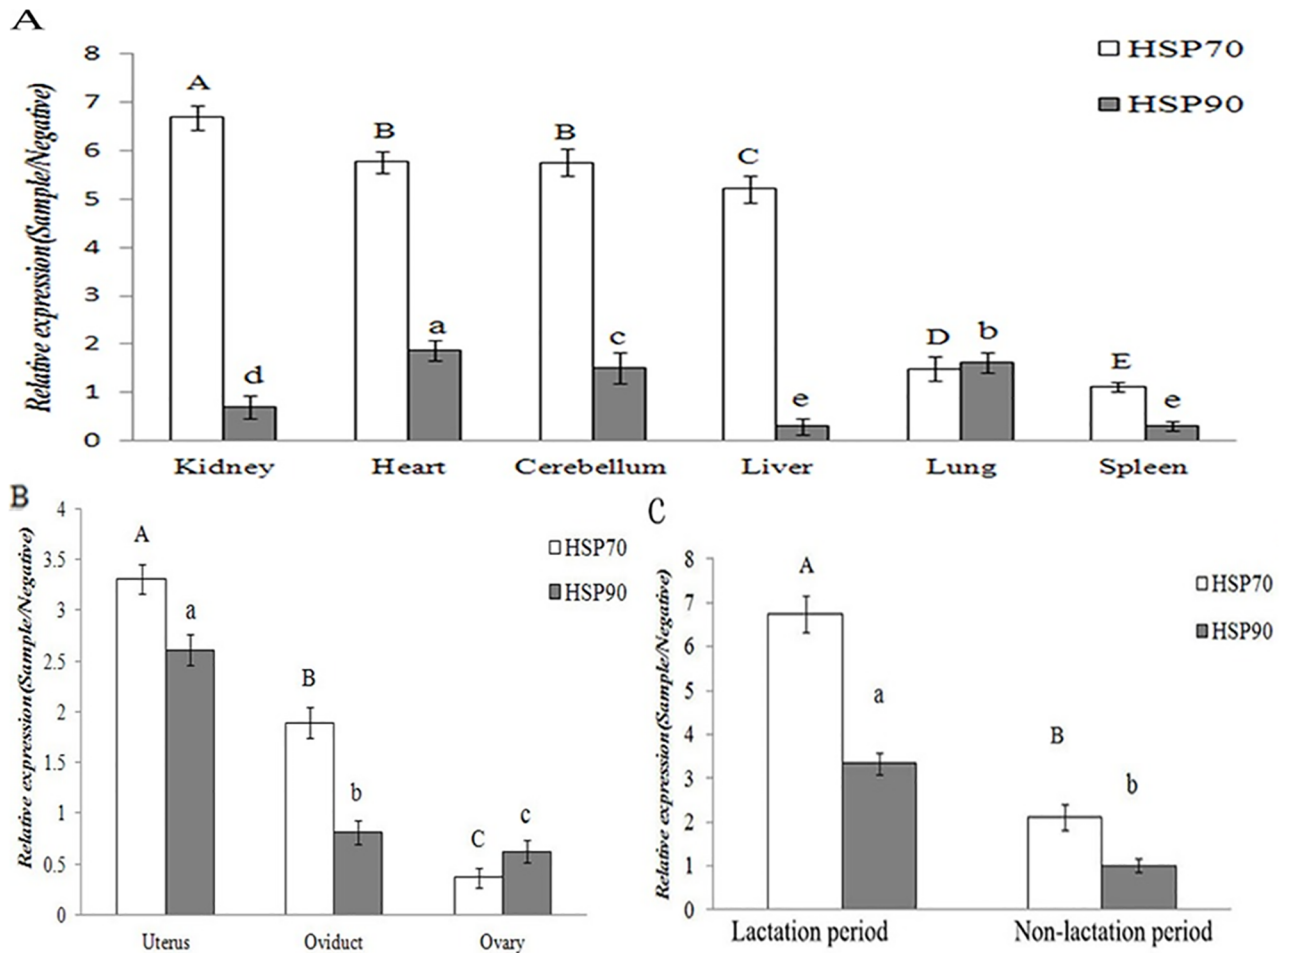 A
Relative expression(Sample/Negative)
8
7
6
5
4
3
2
1
0
HSP70
HSP90
A
d
B
a
B
c
C
e
D
b
E
e
Kidney
Heart
Cerebellum
Liver
Lung
Spleen
B
Relative expression(Sample/Negative)
4
3.5
3
2.5
2
1.5
1
0.5
0
HSP70
HSP90
A
a
B
b
C
c
Uterus
Oviduct
Ovary
C
Relative expression(Sample/Negative)
8
7
6
5
4
3
2
1
0
HSP70
HSP90
A
a
B
b
Lactation period
Non-lactation period